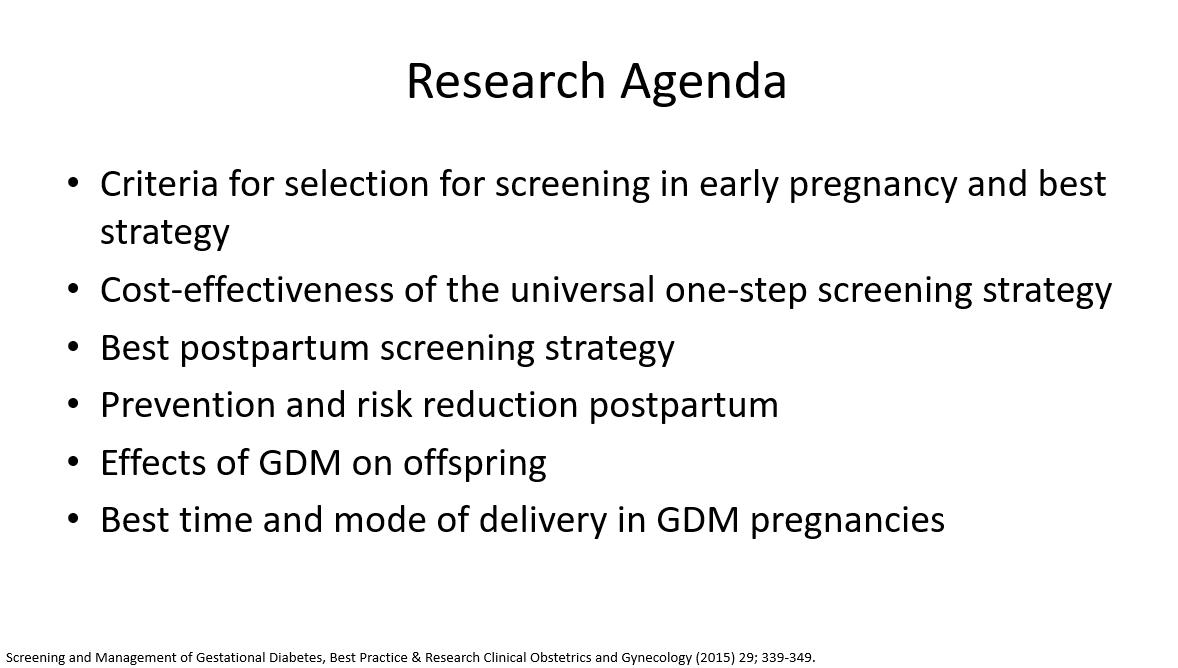 Research Agenda
• Criteria for selection for screening in early pregnancy and best
strategy
• Cost-effectiveness of the universal one-step screening strategy
• Best postpartum screening strategy
• Prevention and risk reduction postpartum
• Effects of GDM on offspring
• Best time and mode of delivery in GDM pregnancies
Screening and Management of Gestational Diabetes, Best Practice & Research Clinical Obstetrics and Gynecology (2015) 29; 339-349.